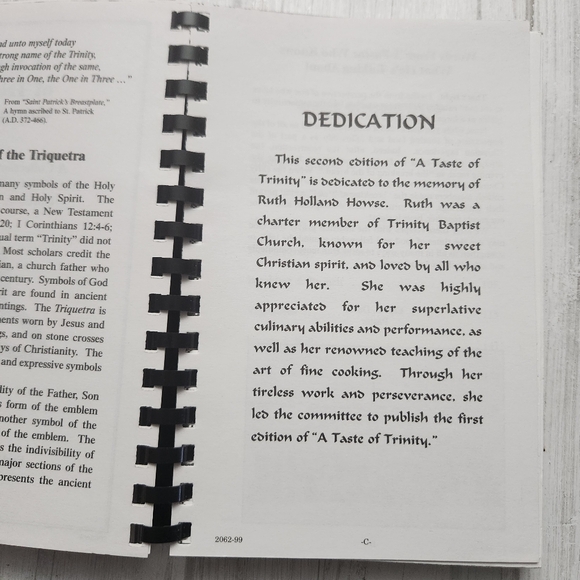 nd unto myself today
trong name of the Trinity,
gh invocation of the same,
hree in One, the One in Three ..."
From "Saint Patrick's Breastplate,"
A hymn ascribed to St. Patrick
(A.D. 372-466).
f the Triquetra
many symbols of the Holy
n and Holy Spirit. The
course, a New Testament
20; I Corinthians 12:4-6;
ual term "Trinity" did not
Most scholars credit the
ian, a church father who
century. Symbols of God
rit are found in ancient
ntings. The Triquetra is
ents worn by Jesus and
gs, and on stone crosses
ys of Christianity. The
and expressive symbols
lity of the Father, Son
s form of the emblem
nother symbol of the
of the emblem. The
s the indivisibility of
major sections of the
presents the ancient
DEDICATION
This second edition of "A Taste of
Trinity" is dedicated to the memory of
Ruth Holland Howse. Ruth was a
charter member of Trinity Baptist
Church, known for her sweet
Christian spirit, and loved by all who
knew her. She was highly
appreciated for her superlative
culinary abilities and performance, as
well as her renowned teaching of the
art of fine cooking. Through her
tireless work and perseverance, she
led the committee to publish the first
edition of "A Taste of Trinity."
2062-99
-C-